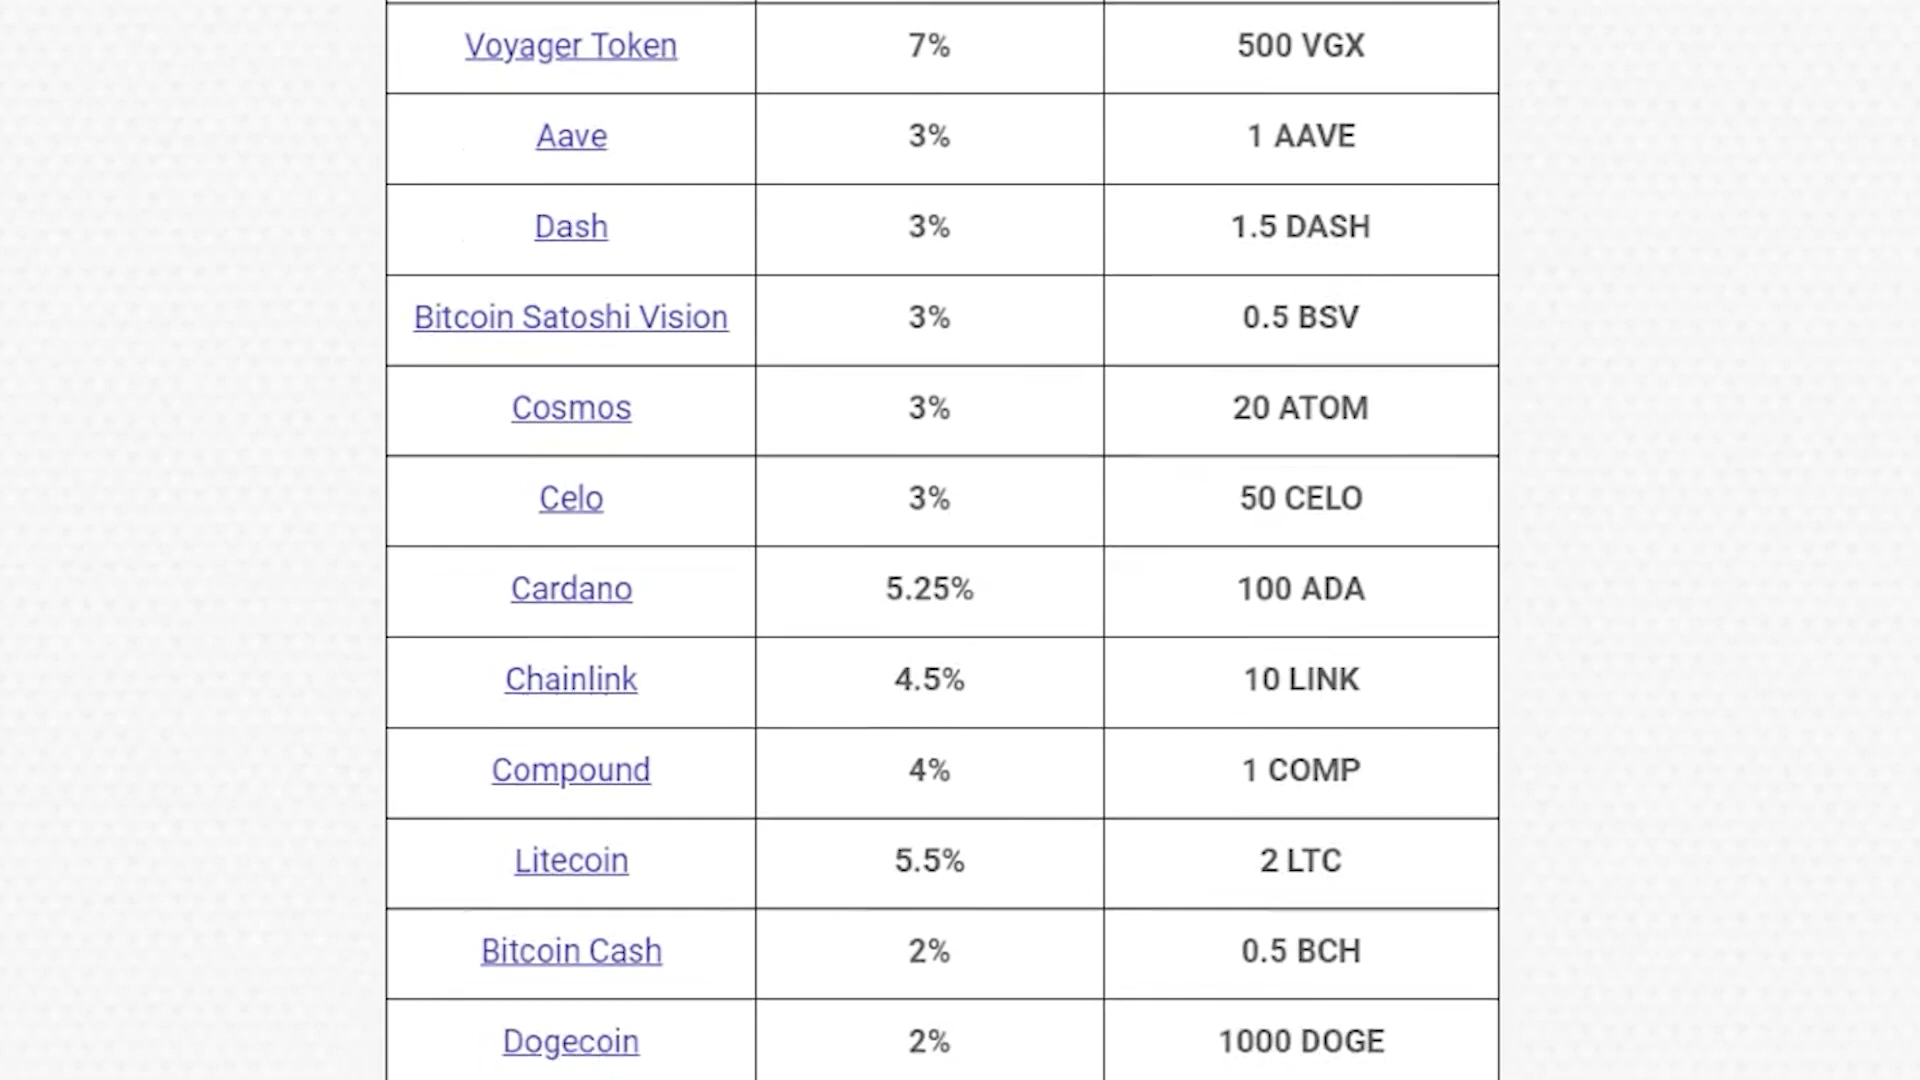 Voyager Token 7% 500 VGX
Aave 3% 1 AAVE
Dash 3% 1.5 DASH
Bitcoin Satoshi Vision 3% 0.5 BSV
Cosmos 3% 20 ATOM
Celo 3% 50 CELO
Cardano 5.25% 100 ADA
Chainlink 4.5% 10 LINK
Compound 4% 1 COMP
Litecoin 5.5% 2 LTC
Bitcoin Cash 2% 0.5 BCH
Dogecoin 2% 1000 DOGE